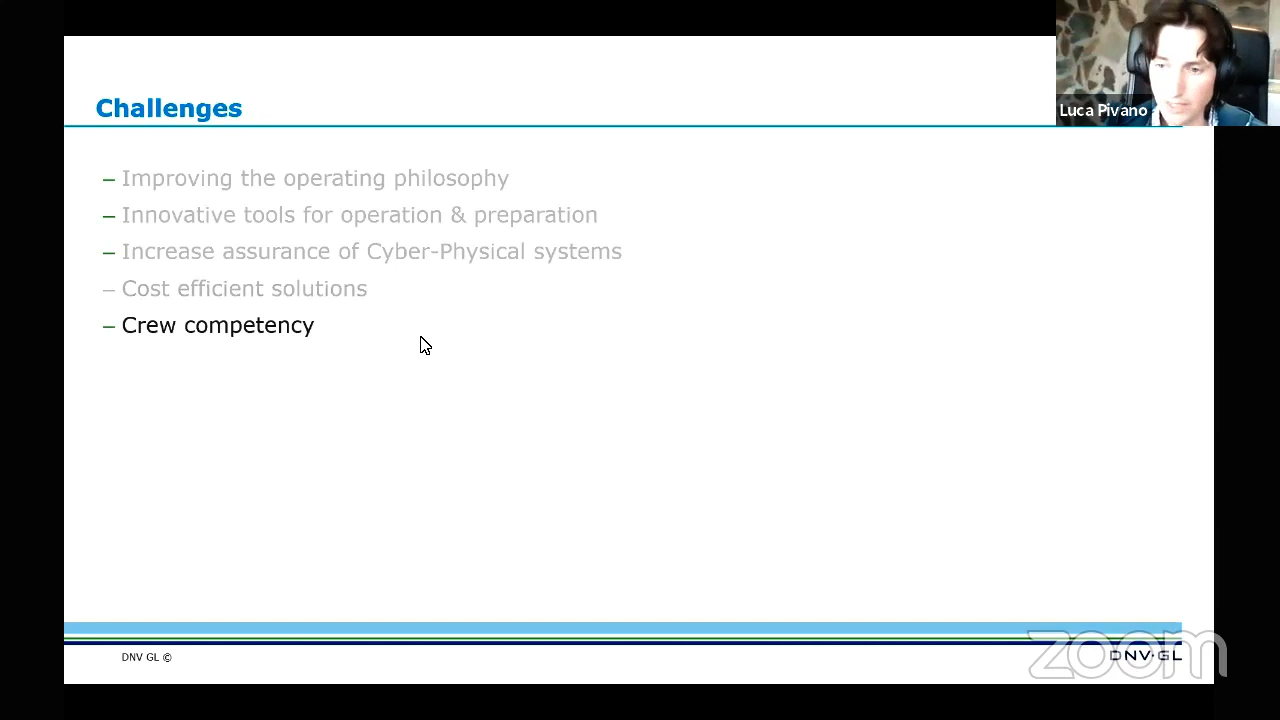 Luca Pivano
Challenges
– Improving the operating philosophy
– Innovative tools for operation & preparation
– Increase assurance of Cyber-Physical systems
– Cost efficient solutions
– Crew competency
DNV GL ©
DNV·GL
zoom